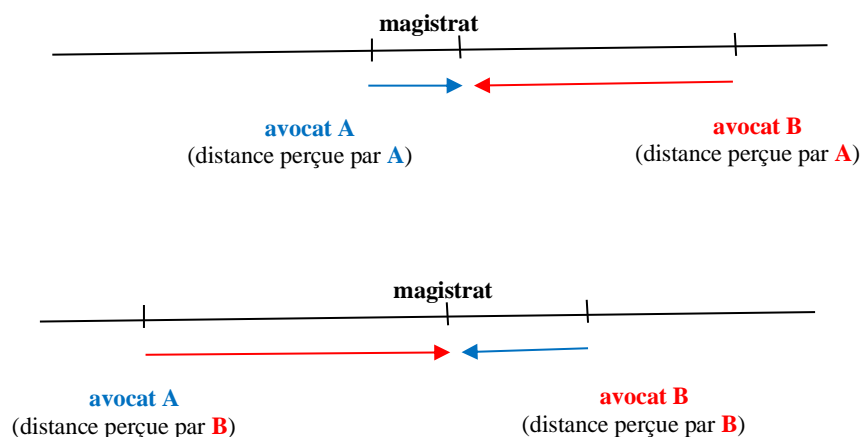 magistrat
avocat A
(distance perçue par A)
avocat B
(distance perçue par A)
magistrat
avocat A
(distance perçue par B)
avocat B
(distance perçue par B)